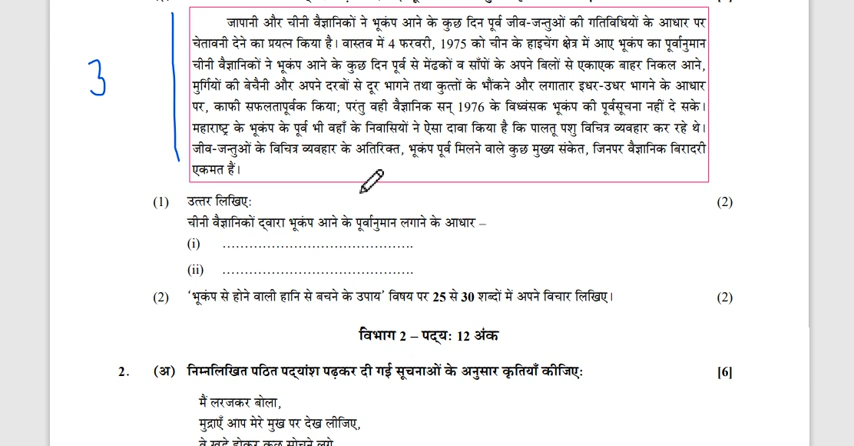 3
जापानी और चीनी वैज्ञानिकों ने भूकंप आने के कुछ दिन पूर्व जीव-जन्तुओं की गतिविधियों के आधार पर
चेतावनी देने का प्रयत्न किया है। वास्तव में 4 फरवरी, 1975 को चीन के हाइचेंग क्षेत्र में आए भूकंप का पूर्वानुमान
चीनी वैज्ञानिकों ने भूकंप आने के कुछ दिन पूर्व से मेंढकों व साँपों के अपने बिलों से एकाएक बाहर निकल आने,
मुर्गियों की बेचैनी और अपने दरबों से दूर भागने तथा कुत्तों के भौंकने और लगातार इधर-उधर भागने के आधार
पर, काफी सफलतापूर्वक किया; परंतु वही वैज्ञानिक सन् 1976 के विध्वंसक भूकंप की पूर्वसूचना नहीं दे सके।
महाराष्ट्र के भूकंप के पूर्व भी वहाँ के निवासियों ने ऐसा दावा किया है कि पालतू पशु विचित्र व्यवहार कर रहे थे।
जीव-जन्तुओं के विचित्र व्यवहार के अतिरिक्त, भूकंप पूर्व मिलने वाले कुछ मुख्य संकेत, जिनपर वैज्ञानिक बिरादरी
एकमत हैं।
(1) उत्तर लिखिए: (2)
चीनी वैज्ञानिकों द्वारा भूकंप आने के पूर्वानुमान लगाने के आधार –
(i) ...........................................
(ii) ...........................................
(2) 'भूकंप से होने वाली हानि से बचने के उपाय' विषय पर 25 से 30 शब्दों में अपने विचार लिखिए। (2)
विभाग 2 – पद्य: 12 अंक
2. (अ) निम्नलिखित पठित पद्यांश पढ़कर दी गई सूचनाओं के अनुसार कृतियाँ कीजिए: [6]
मैं लरजकर बोला,
मुद्राएँ आप मेरे मुख पर देख लीजिए,
वे खड़े होकर कुछ सोचने लगे